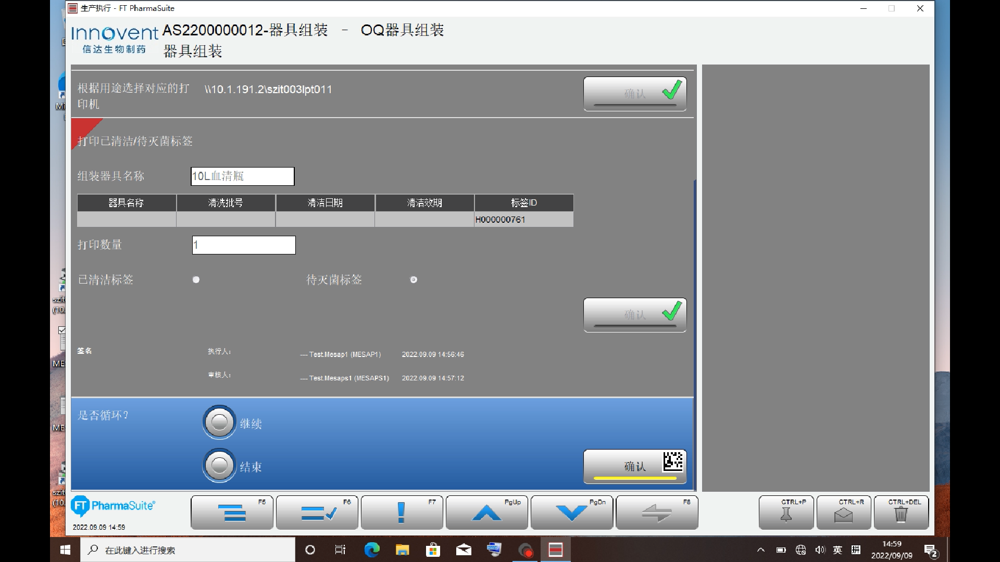 生产执行 - FT PharmaSuite
Innovent
信达生物制药
AS2200000012-器具组装 - OQ器具组装
器具组装
根据用途选择对应的打
印机
\\10.1.191.2\szit003lpt011
确认
打印已清洁/待灭菌标签
组装器具名称 10L血清瓶
器具名称 清洗批号 清洁日期 清洁效期 标签ID
H000000761
打印数量 1
已清洁标签 待灭菌标签
确认
签名 执行人: --- Test.Mesap1 (MESAP1) 2022.09.09 14:56:46
审核人: --- Test.Mesaps1 (MESAPS1) 2022.09.09 14:57:12
是否循环?
继续
结束
确认
FT PharmaSuite®
2022.09.09 14:59
F5 F6 F7 PgUp PgDn F8 CTRL+P CTRL+R CTRL+DEL
szit
(10.
ME
ME
szit
(10.
在此键入进行搜索
英
拼
14:59
2022/09/09
2